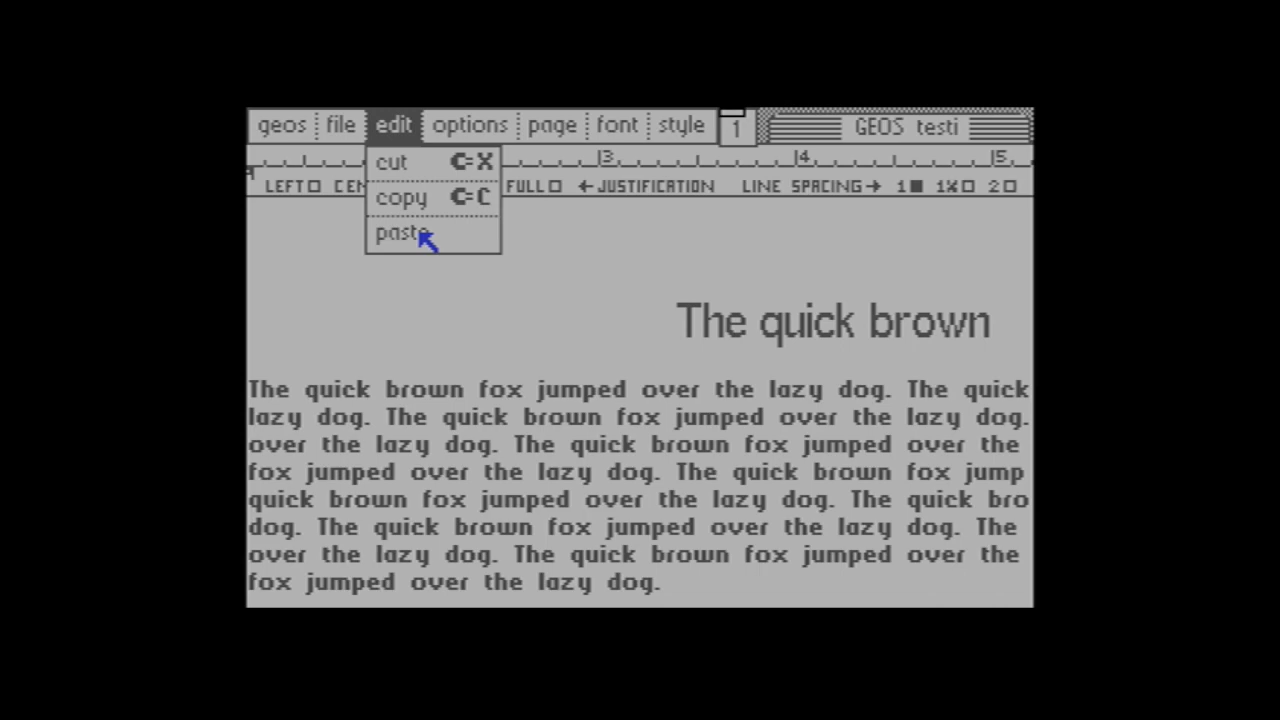 geos file edit options page font style 1 GEOS testi
cut C= X
copy C= C
paste
3 4 5
LEFT CEN FULL ←JUSTIFICATION LINE SPACING→ 1 1½ 2
The quick brown
The quick brown fox jumped over the lazy dog. The quick
lazy dog. The quick brown fox jumped over the lazy dog.
over the lazy dog. The quick brown fox jumped over the
fox jumped over the lazy dog. The quick brown fox jump
quick brown fox jumped over the lazy dog. The quick bro
dog. The quick brown fox jumped over the lazy dog. The
over the lazy dog. The quick brown fox jumped over the
fox jumped over the lazy dog.